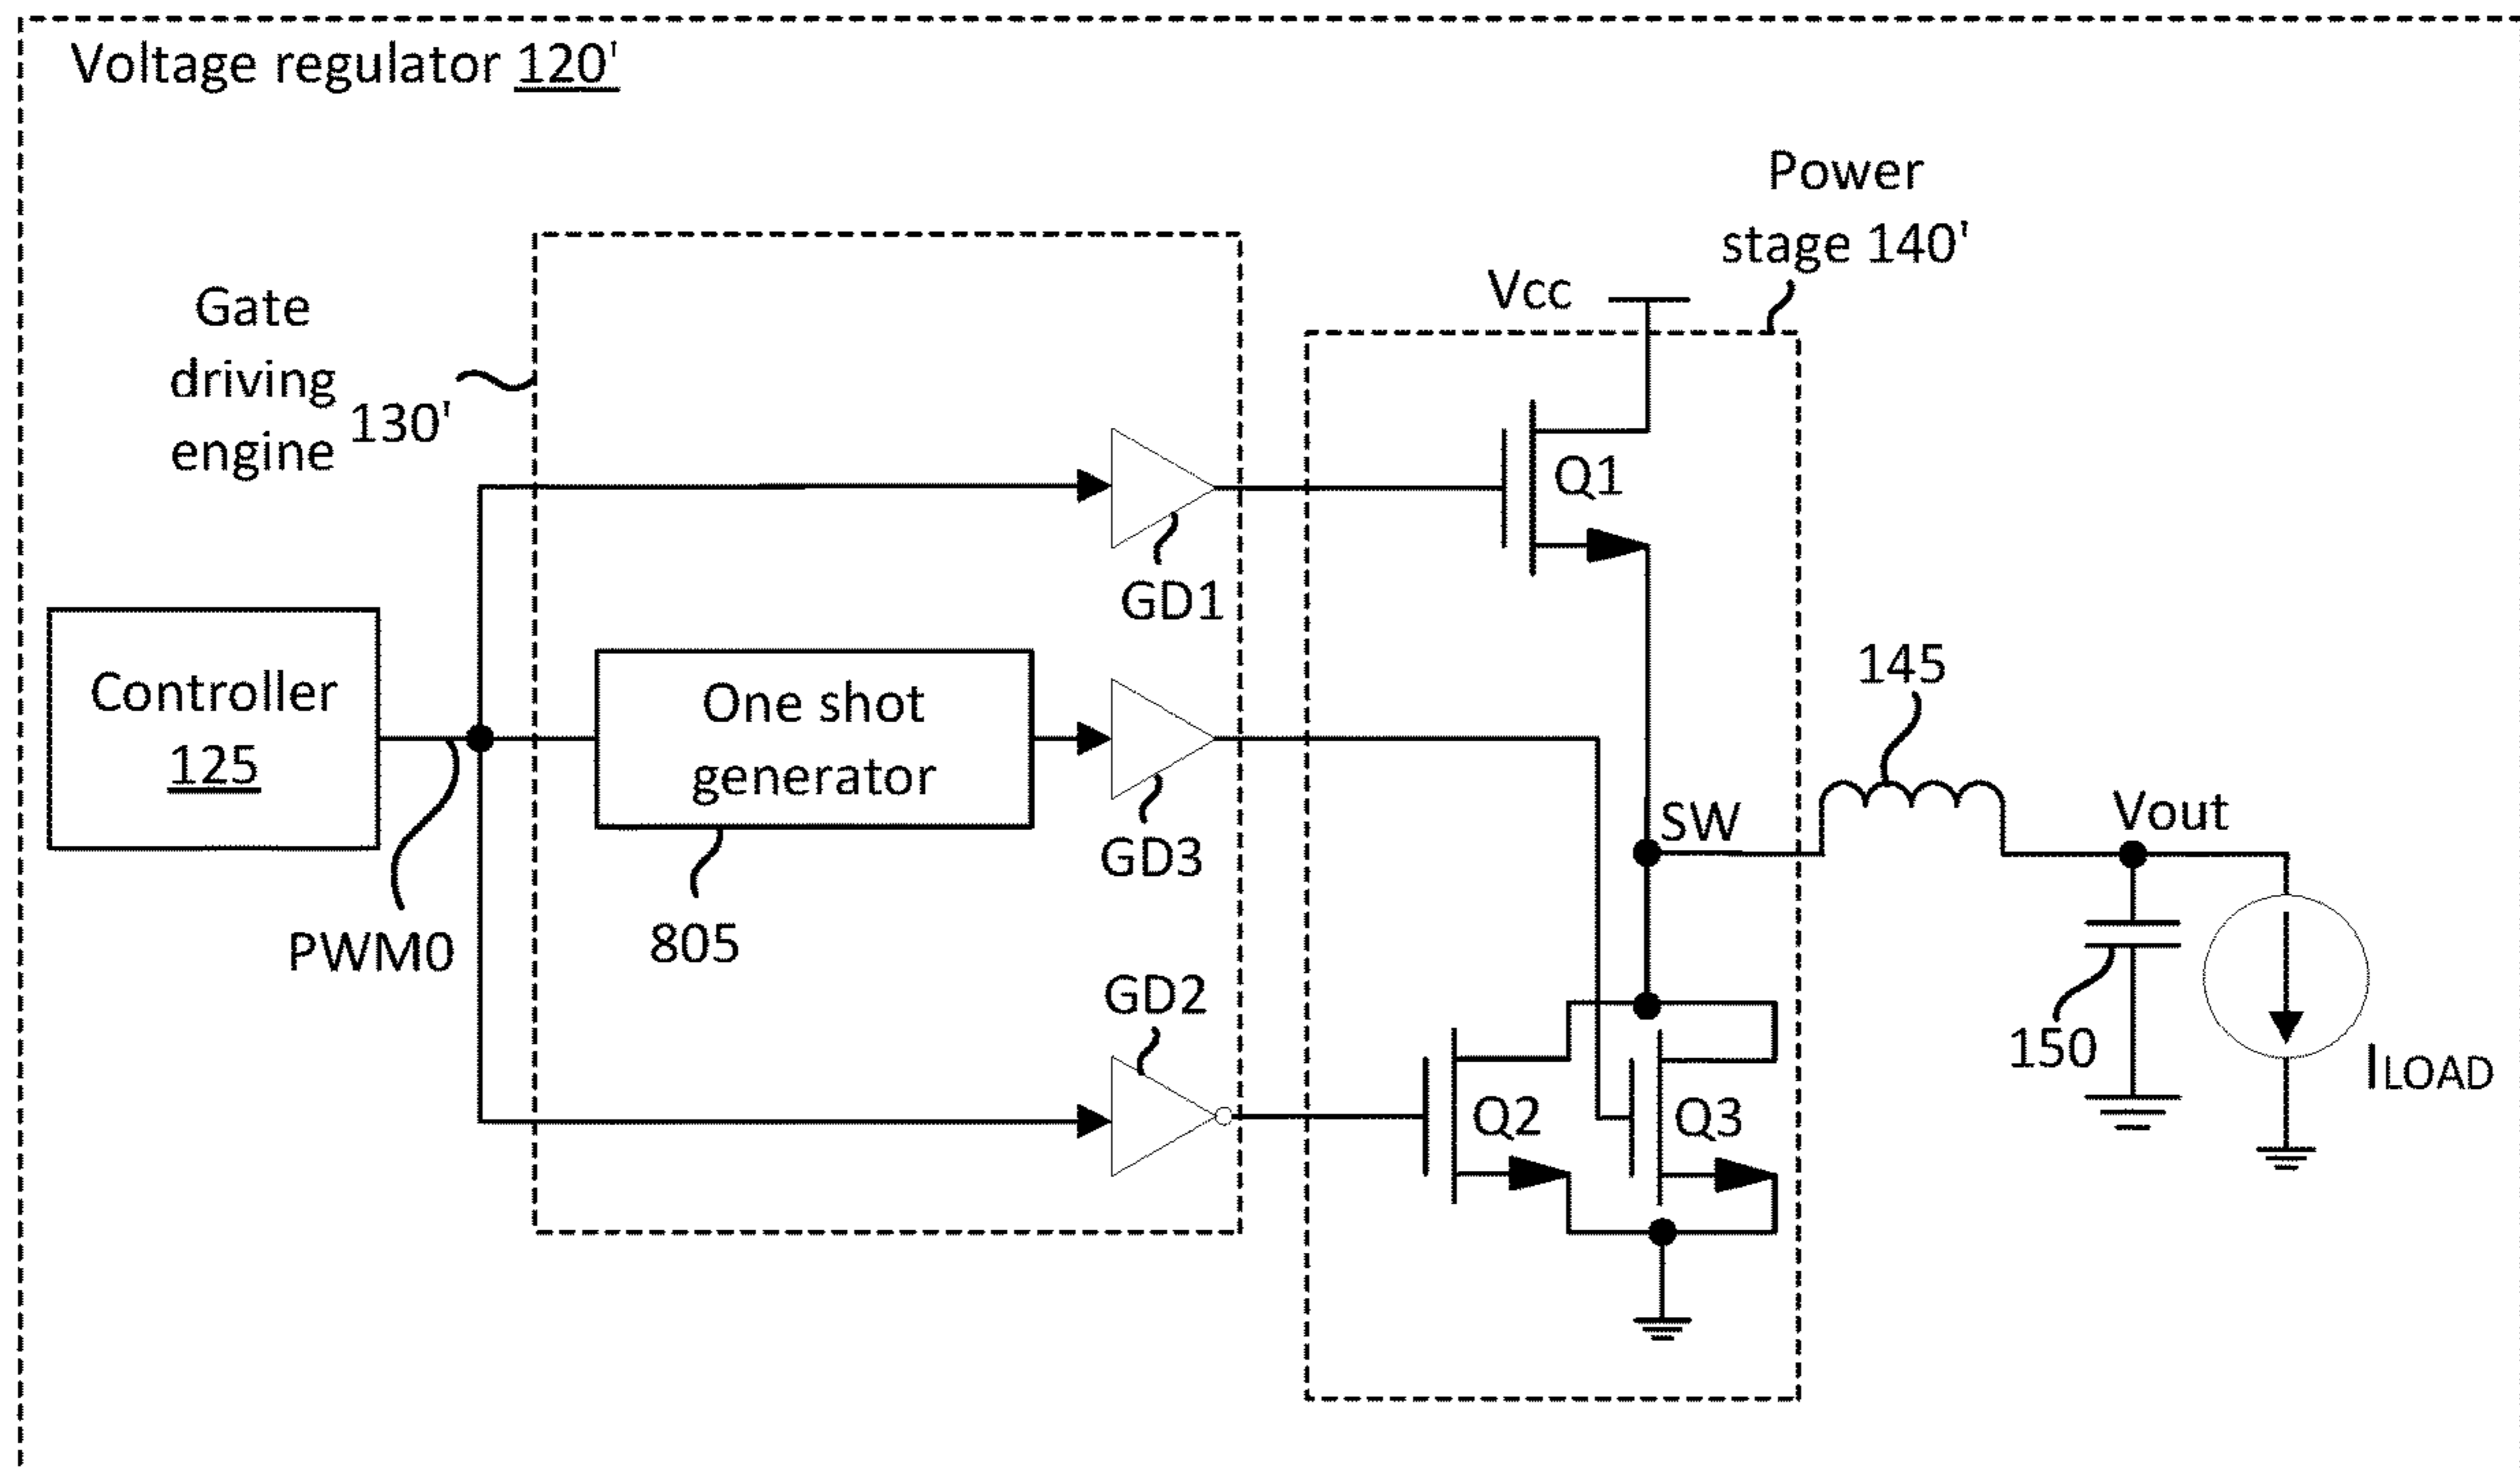 Voltage regulator 120'
Power
stage 140'
Vcc
Gate
driving
engine
130'
Q1
GD1
Controller
125
One shot
generator
145
SW
Vout
GD3
805
PWM0
GD2
150
ILOAD
Q2
Q3